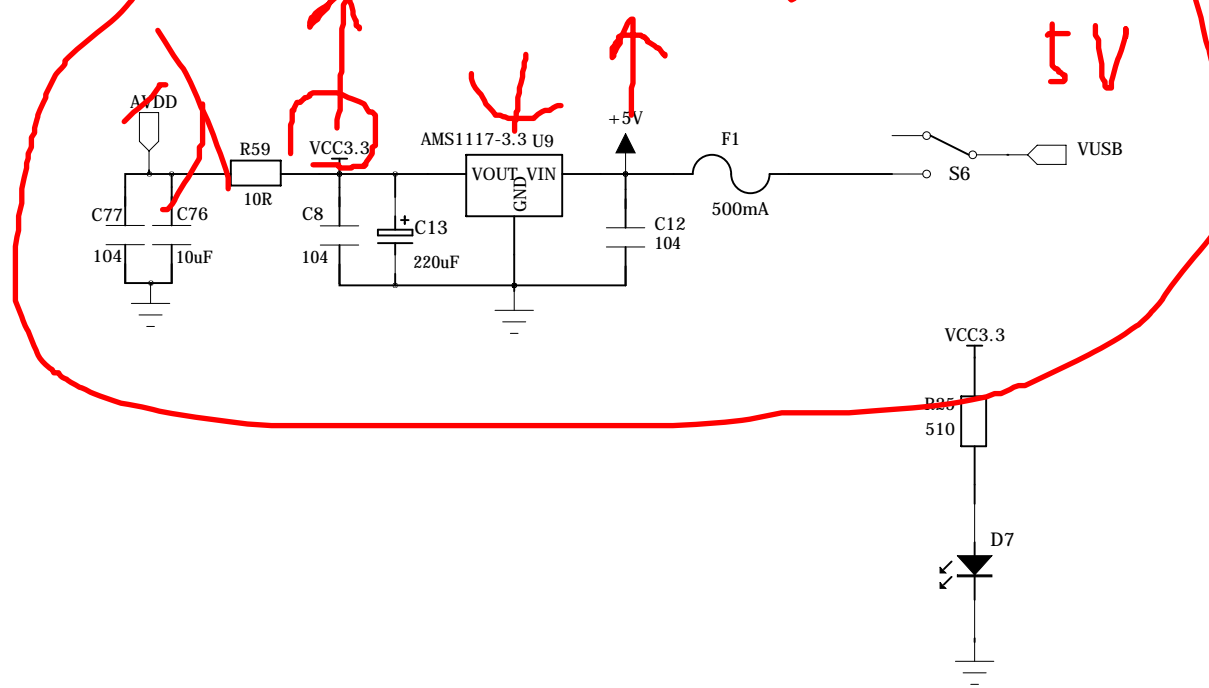 5V
AVDD
+5V
R59
VCC3.3
AMS1117-3.3 U9
F1
VUSB
VOUT VIN
GND
S6
10R
500mA
C77
C76
C8
C13
C12
104
10uF
104
220uF
104
VCC3.3
R25
510
D7